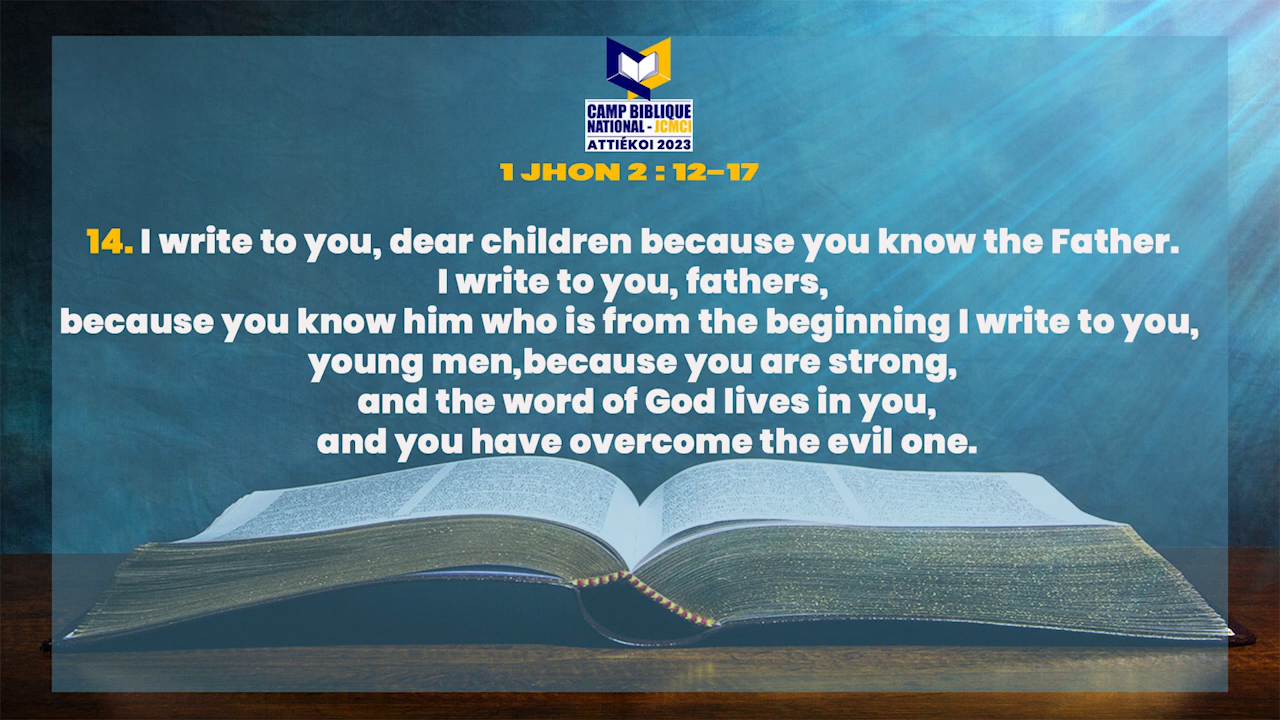 CAMP BIBLIQUE
NATIONAL - JCMCI
ATTIÉKOI 2023
1 JHON 2 : 12-17
14. I write to you, dear children because you know the Father.
I write to you, fathers,
because you know him who is from the beginning I write to you,
young men,because you are strong,
and the word of God lives in you,
and you have overcome the evil one.